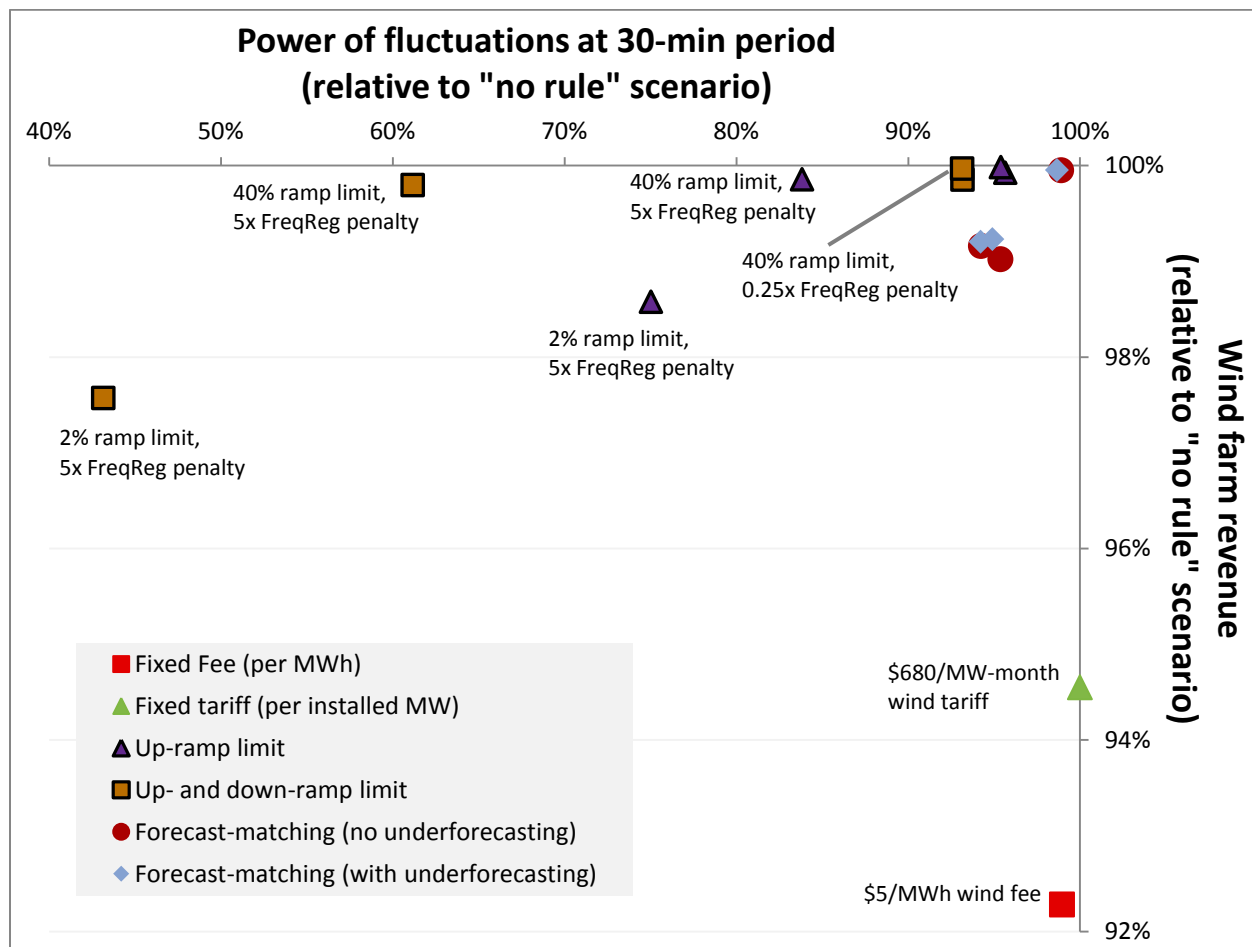 Power of fluctuations at 30-min period
(relative to "no rule" scenario)
40% 50% 60% 70% 80% 90% 100%
100%
40% ramp limit,
5x FreqReg penalty
40% ramp limit,
5x FreqReg penalty
40% ramp limit,
0.25x FreqReg penalty
2% ramp limit,
5x FreqReg penalty
98%
2% ramp limit,
5x FreqReg penalty
Wind farm revenue
(relative to "no rule" scenario)
96%
$680/MW-month
wind tariff
94%
$5/MWh wind fee
92%
Fixed Fee (per MWh)
Fixed tariff (per installed MW)
Up-ramp limit
Up- and down-ramp limit
Forecast-matching (no underforecasting)
Forecast-matching (with underforecasting)